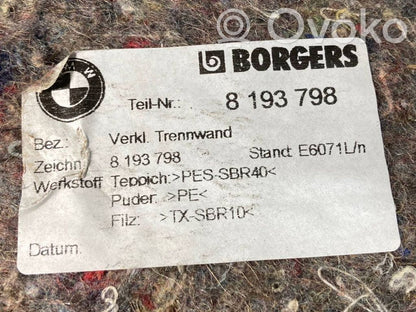 Ovoko
BMW
BORGERS
Teil-Nr.: 8 193 798
Bez.: Verkl. Trennwand
Zeichn. 8 193 798 Stand: E6071L/n
Werkstoff Teppich:>PES-SBR40<
Puder: >PE<
Filz: >TX-SBR10<
Datum: